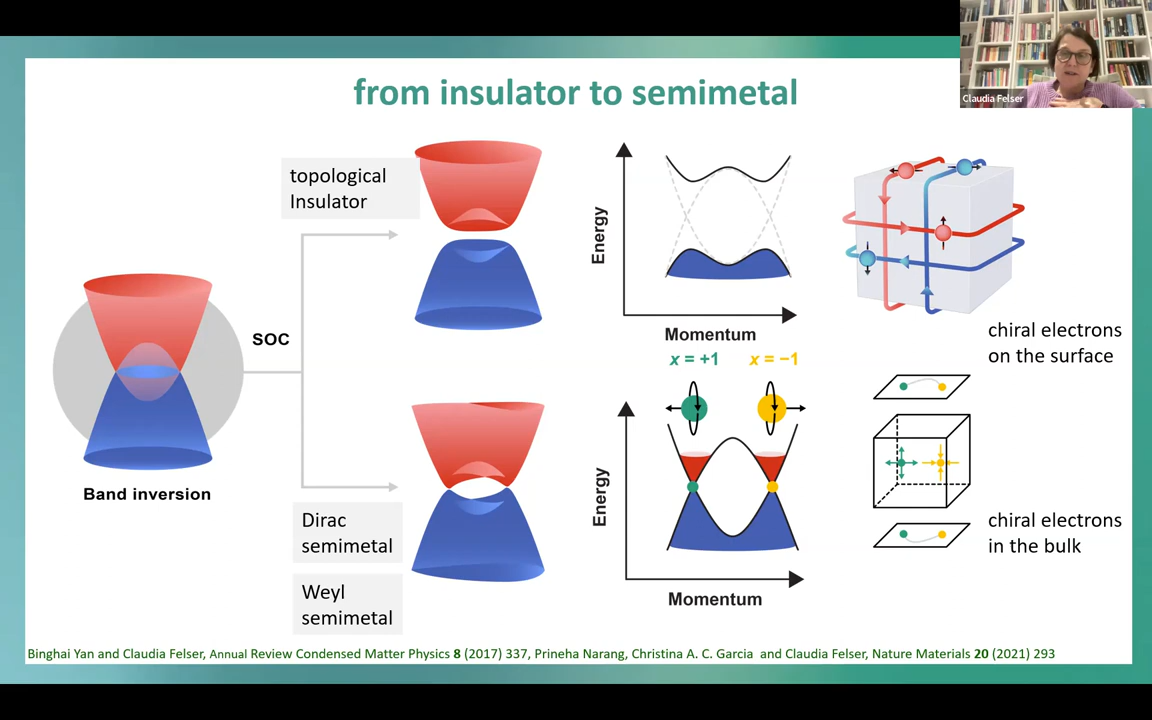 from insulator to semimetal
Claudia Felser
topological
Insulator
SOC
Band inversion
Dirac
semimetal
Weyl
semimetal
Energy
Momentum
x = +1
x = −1
Energy
Momentum
chiral electrons
on the surface
chiral electrons
in the bulk
Binghai Yan and Claudia Felser, Annual Review Condensed Matter Physics 8 (2017) 337, Prineha Narang, Christina A. C. Garcia and Claudia Felser, Nature Materials 20 (2021) 293